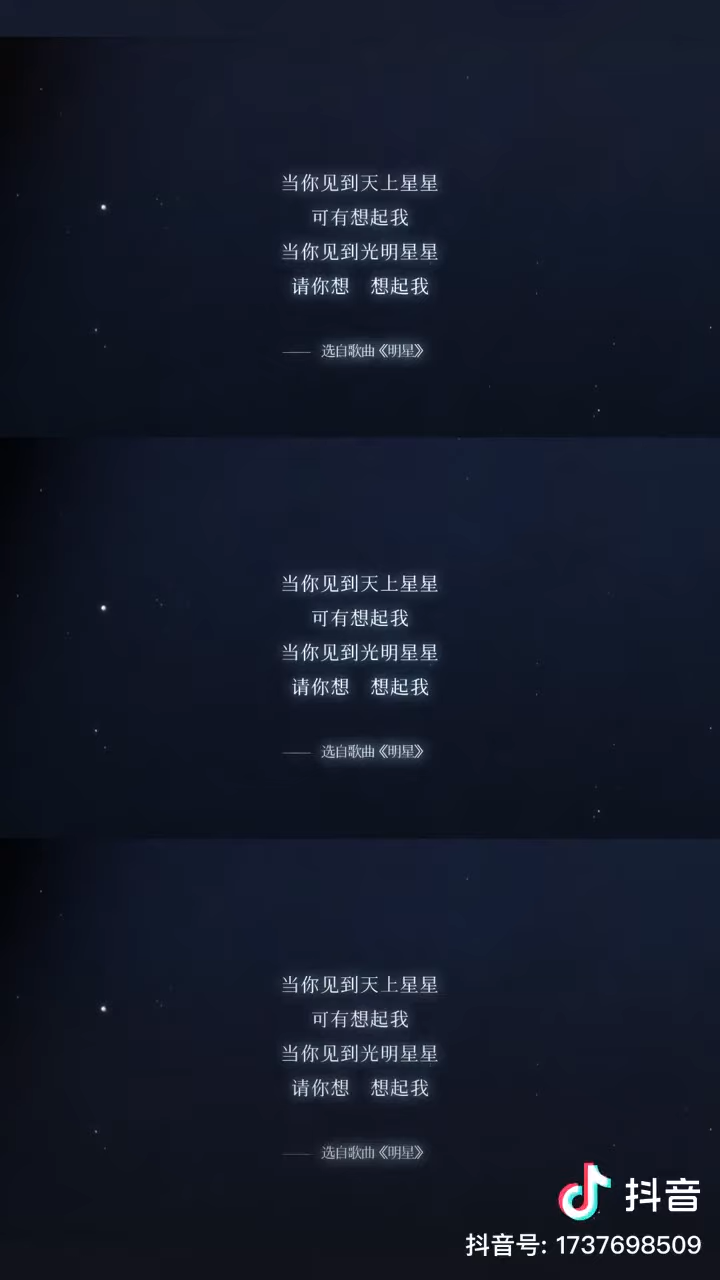 当你见到天上星星
可有想起我
当你见到光明星星
请你想　想起我
—— 选自歌曲《明星》
当你见到天上星星
可有想起我
当你见到光明星星
请你想　想起我
—— 选自歌曲《明星》
当你见到天上星星
可有想起我
当你见到光明星星
请你想　想起我
—— 选自歌曲《明星》
抖音
抖音号: 1737698509